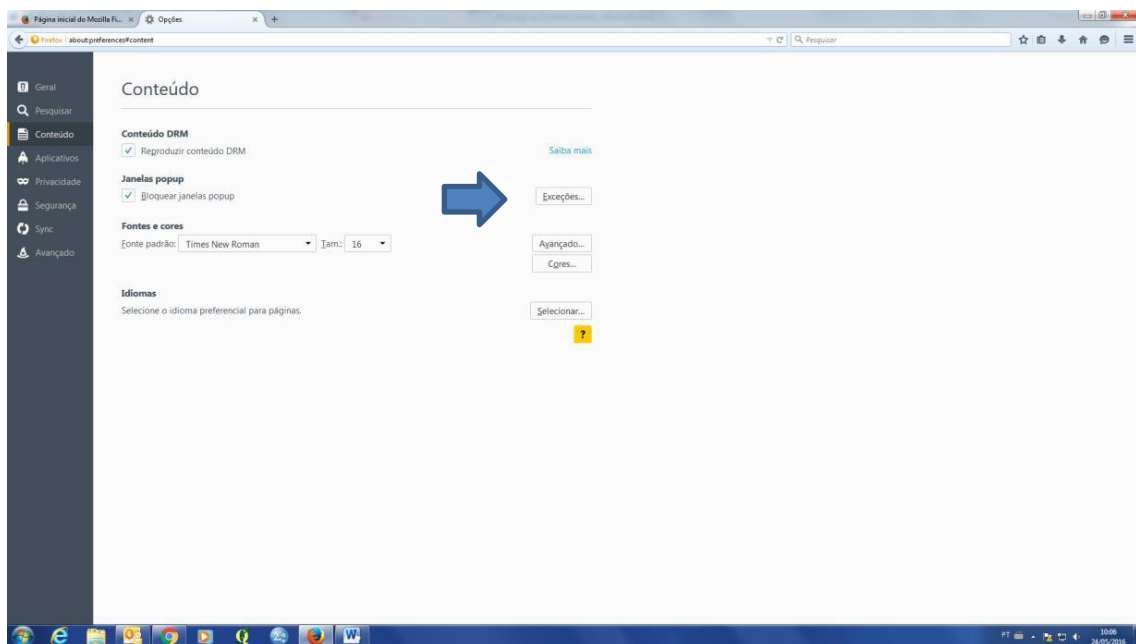 Página inicial do Mozilla Fi... × Opções × +
Firefox about:preferences#content Pesquisar
Geral
Pesquisar
Conteúdo
Aplicativos
Privacidade
Segurança
Sync
Avançado
Conteúdo
Conteúdo DRM
Reproduzir conteúdo DRM Saiba mais
Janelas popup
Bloquear janelas popup Exceções...
Fontes e cores
Fonte padrão: Times New Roman Tam.: 16 Avançado...
Cores...
Idiomas
Selecione o idioma preferencial para páginas. Selecionar...
?
PT 10:06
24/05/2016